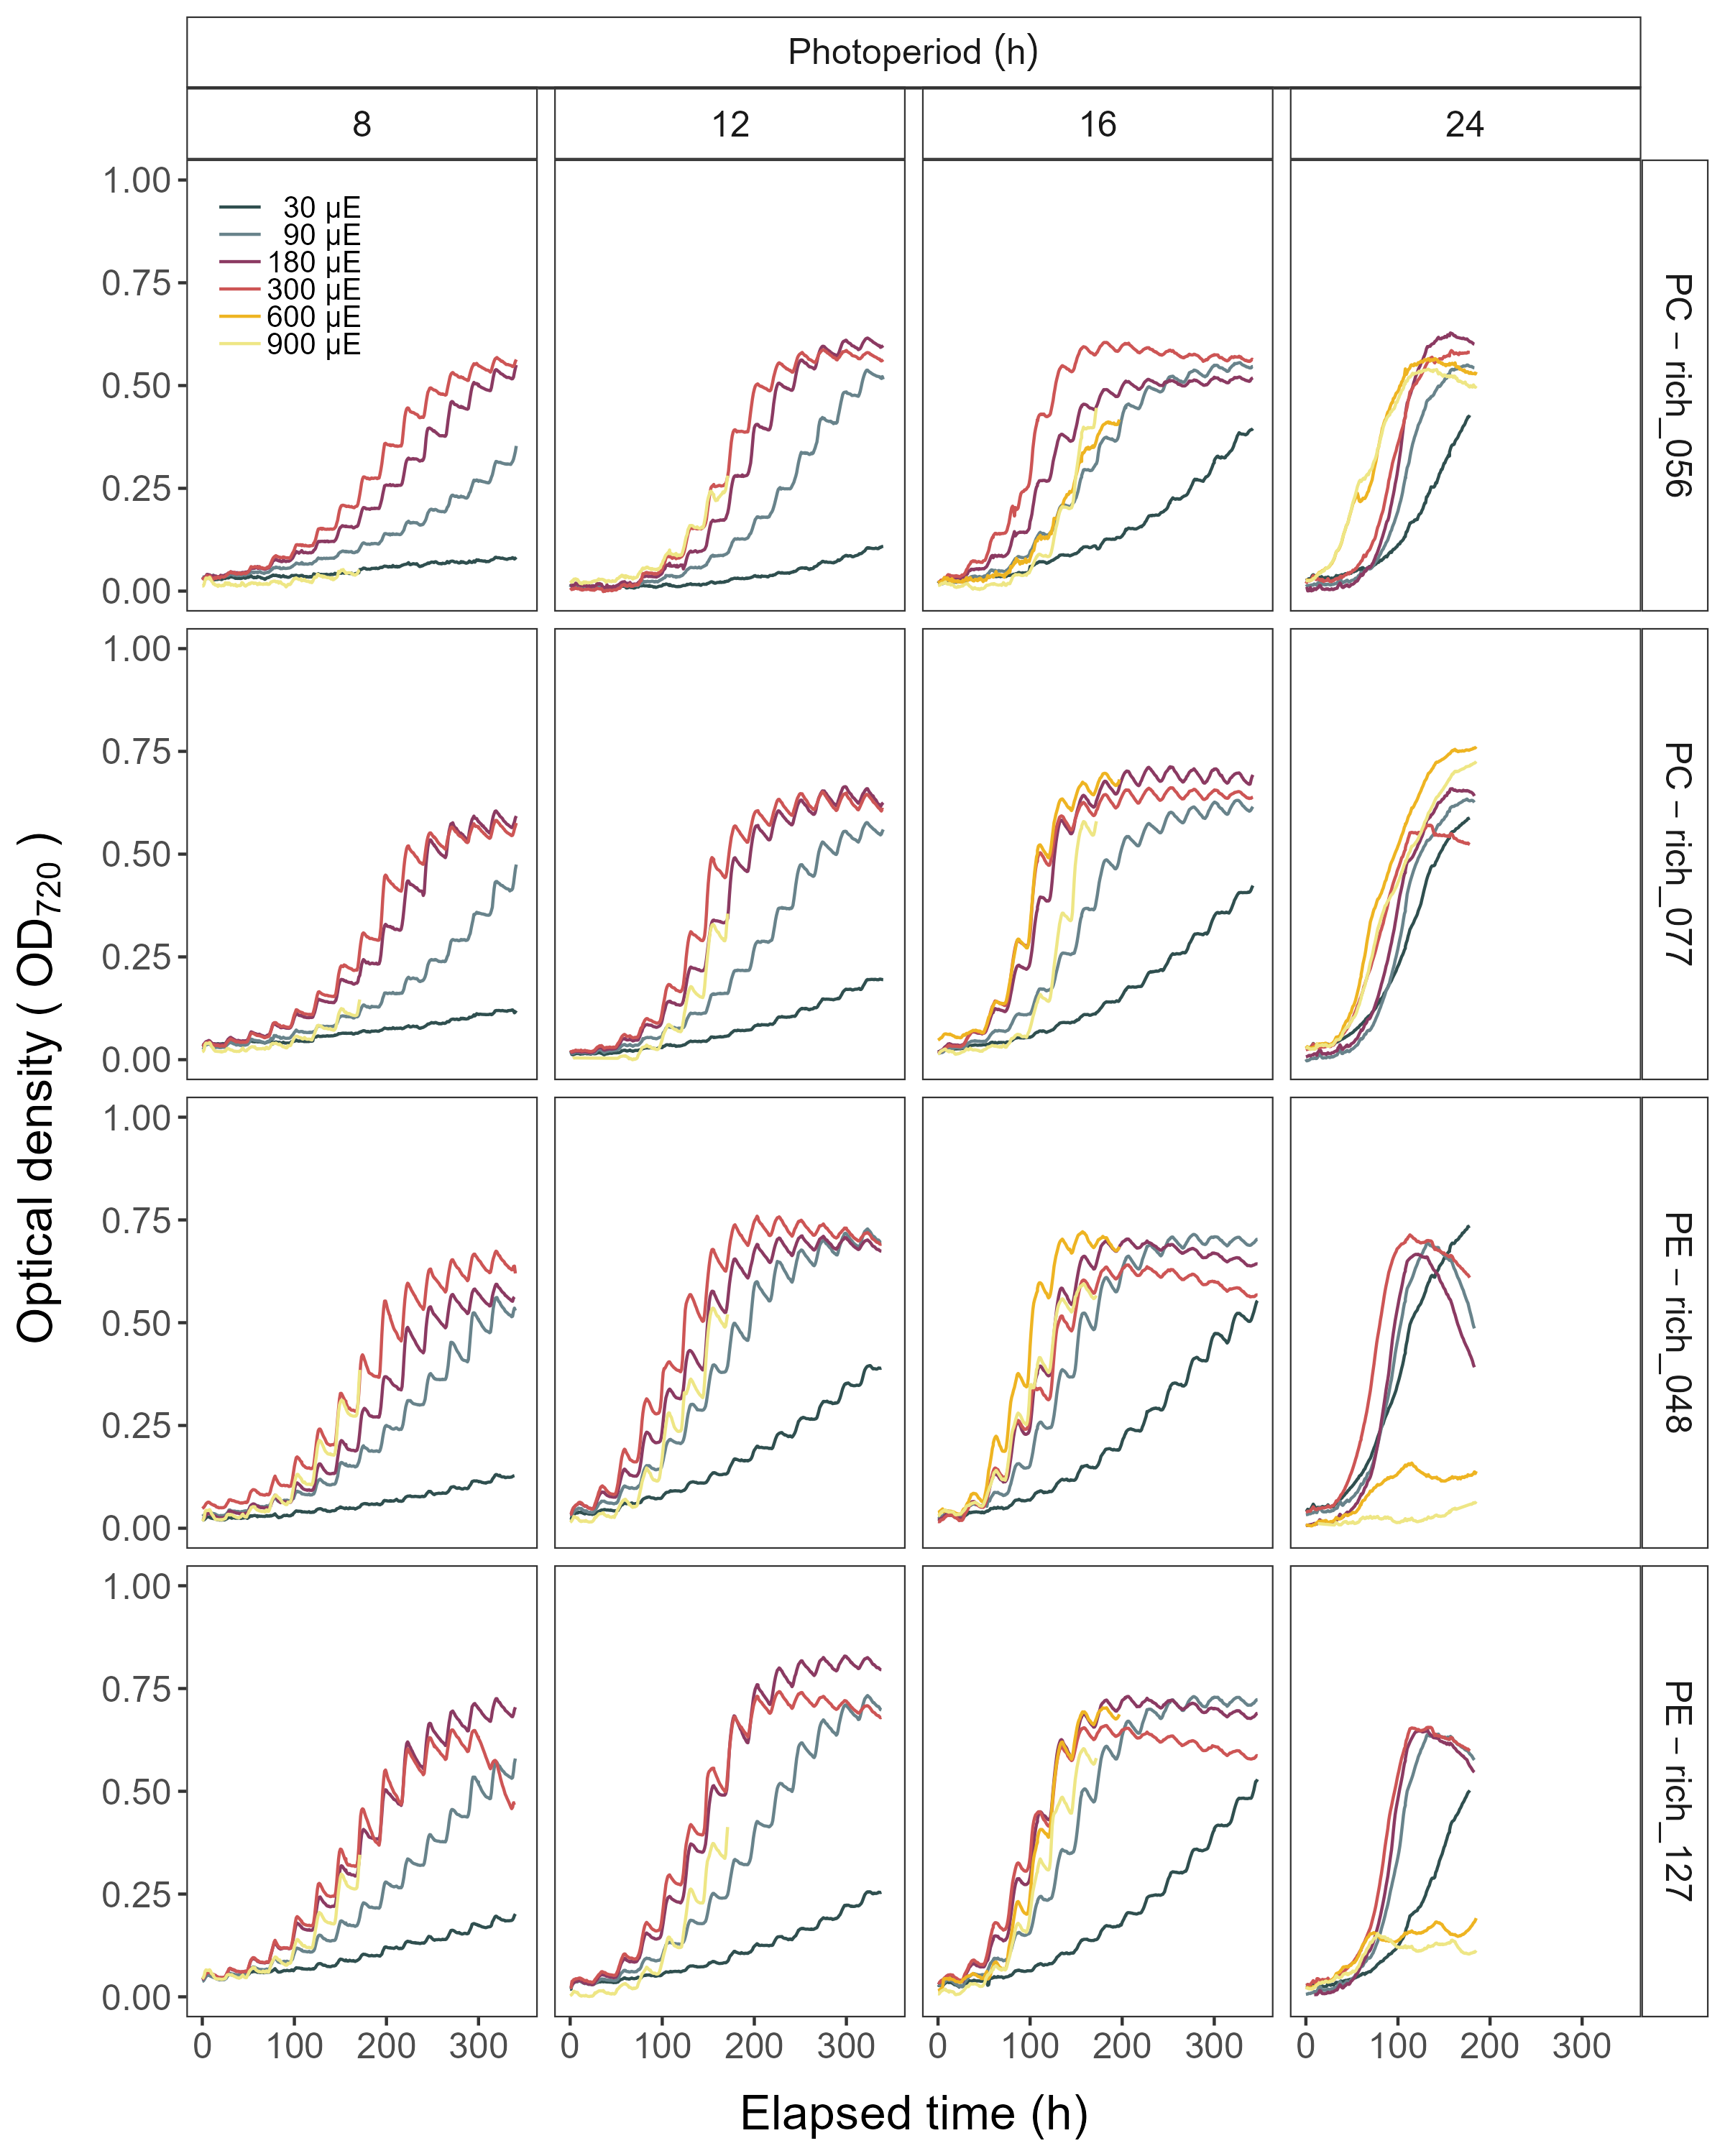 Photoperiod (h)
8 12 16 24
1.00
0.75
0.50
0.25
0.00
30 µE
90 µE
180 µE
300 µE
600 µE
900 µE
PC − rich_056
1.00
0.75
0.50
0.25
0.00
PC − rich_077
Optical density ( OD720 )
1.00
0.75
0.50
0.25
0.00
PE − rich_048
1.00
0.75
0.50
0.25
0.00
PE − rich_127
0 100 200 300 0 100 200 300 0 100 200 300 0 100 200 300
Elapsed time (h)